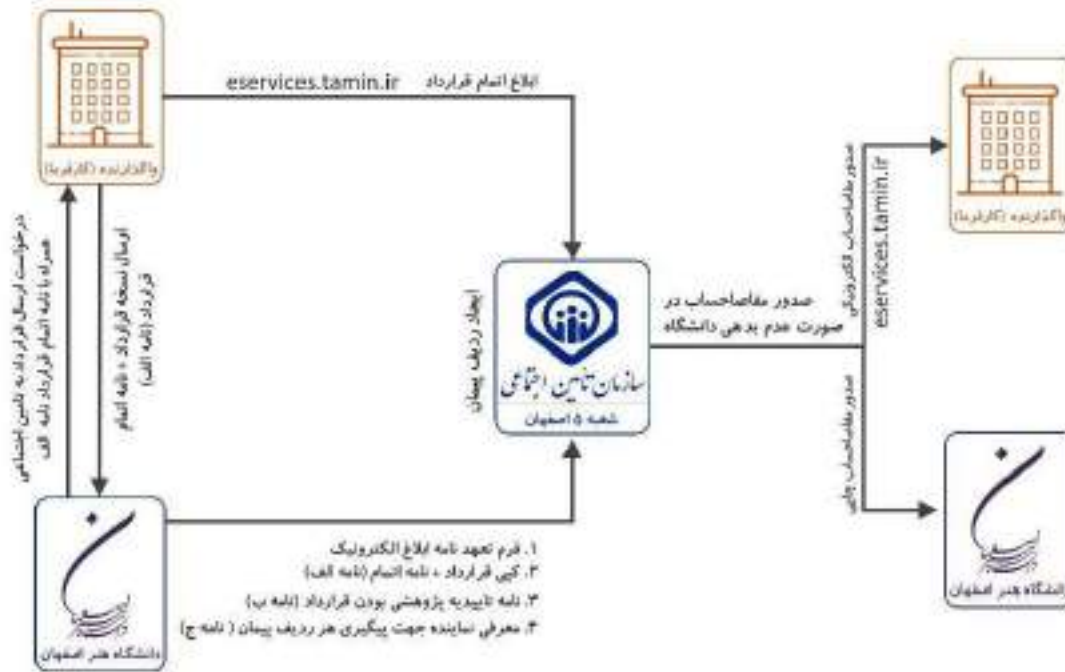 ابلاغ اتمام قرارداد eservices.tamin.ir
واگذارنده (کارفرما)
درخواست ارسال قرارداد به تامین اجتماعی
همراه با نامه اتمام قرارداد نامه الف
ارسال نسخه قرارداد + نامه اتمام
قرارداد (نامه الف)
دانشگاه هنر اصفهان
۱. فرم تعهد نامه ابلاغ الکترونیک
۲. کپی قرارداد + نامه اتمام (نامه الف)
۳. نامه تاییدیه پژوهشی بودن قرارداد (نامه ب)
۴. معرفی نماینده جهت پیگیری هر ردیف پیمان ( نامه ج)
ایجاد ردیف پیمان
سازمان تأمین اجتماعی
شعبه ۵ اصفهان
صدور مفاصاحساب در
صورت عدم بدهی دانشگاه
صدور مفاصاحساب الکترونیکی
eservices.tamin.ir
واگذارنده (کارفرما)
صدور مفاصاحساب چاپی
دانشگاه هنر اصفهان